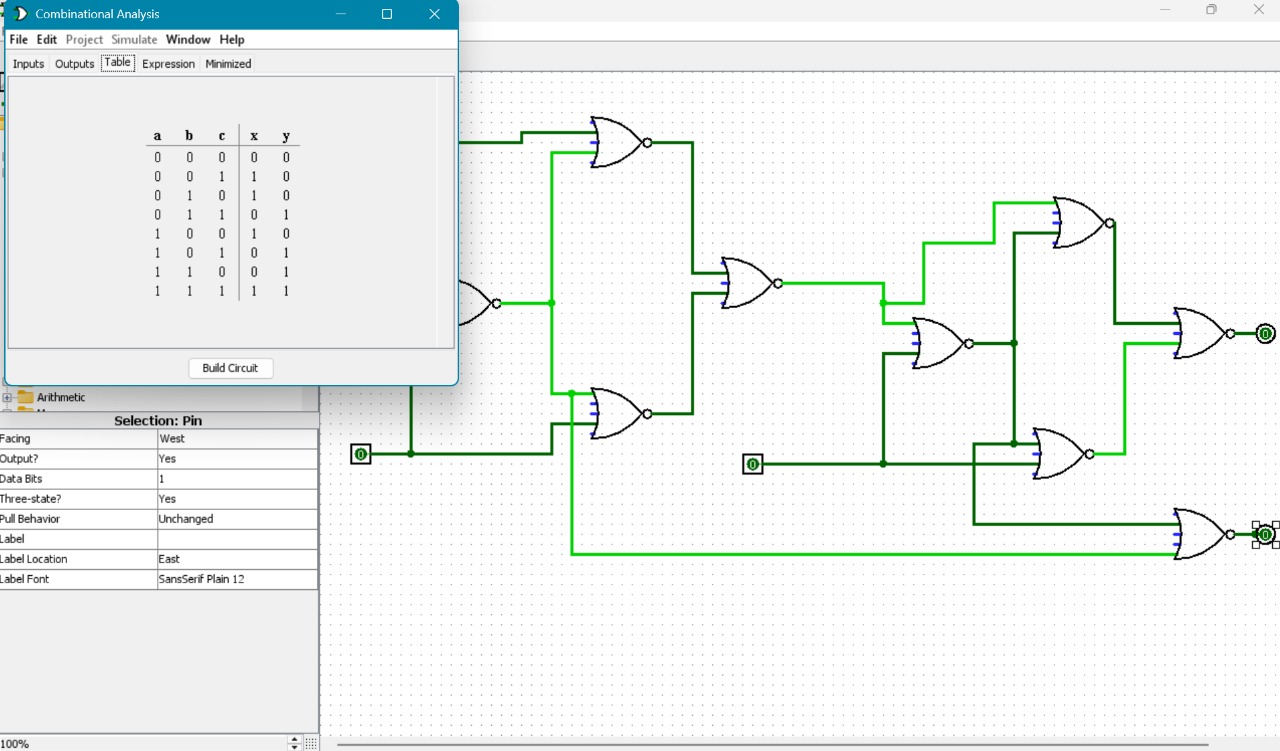 Combinational Analysis
File Edit Project Simulate Window Help
Inputs Outputs Table Expression Minimized
a b c x y
0 0 0 0 0
0 0 1 1 0
0 1 0 1 0
0 1 1 0 1
1 0 0 1 0
1 0 1 0 1
1 1 0 0 1
1 1 1 1 1
Build Circuit
Arithmetic
Selection: Pin
Facing West
Output? Yes
Data Bits 1
Three-state? Yes
Pull Behavior Unchanged
Label
Label Location East
Label Font SansSerif Plain 12
100%
0
0
0
0